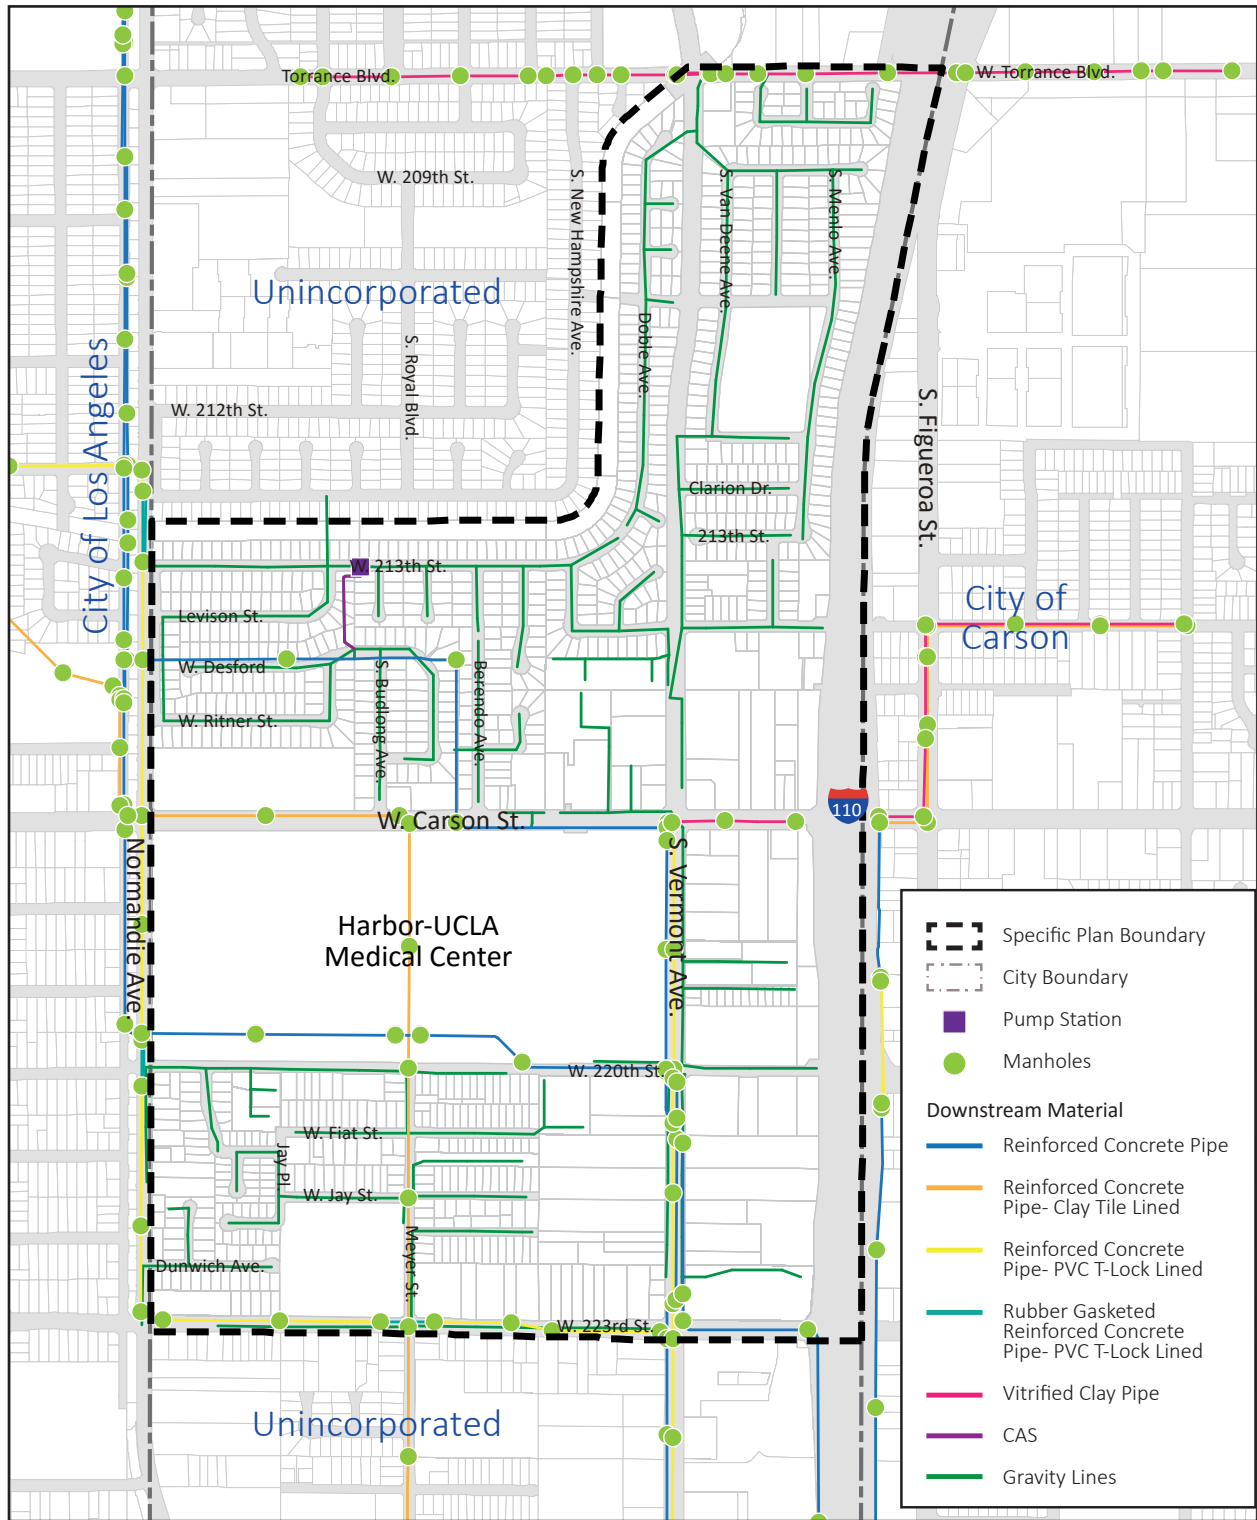 Torrance Blvd.
W. Torrance Blvd.
W. 209th St.
S. New Hampshire Ave.
S. Van Deene Ave.
S. Menlo Ave.
Unincorporated
Doble Ave.
S. Royal Blvd.
City of Los Angeles
W. 212th St.
S. Figueroa St.
Clarion Dr.
213th St.
W. 213th St.
Levison St.
City of
Carson
W. Desford
S. Budlong Ave.
Berendo Ave.
W. Ritner St.
110
W. Carson St.
Normandie Ave.
S. Vermont Ave.
Harbor-UCLA
Medical Center
W. 220th St.
W. Fiat St.
Jay Pl.
W. Jay St.
Meyer St.
Dunwich Ave.
W. 223rd St.
Unincorporated
Specific Plan Boundary
City Boundary
Pump Station
Manholes
Downstream Material
Reinforced Concrete Pipe
Reinforced Concrete
Pipe- Clay Tile Lined
Reinforced Concrete
Pipe- PVC T-Lock Lined
Rubber Gasketed
Reinforced Concrete
Pipe- PVC T-Lock Lined
Vitrified Clay Pipe
CAS
Gravity Lines